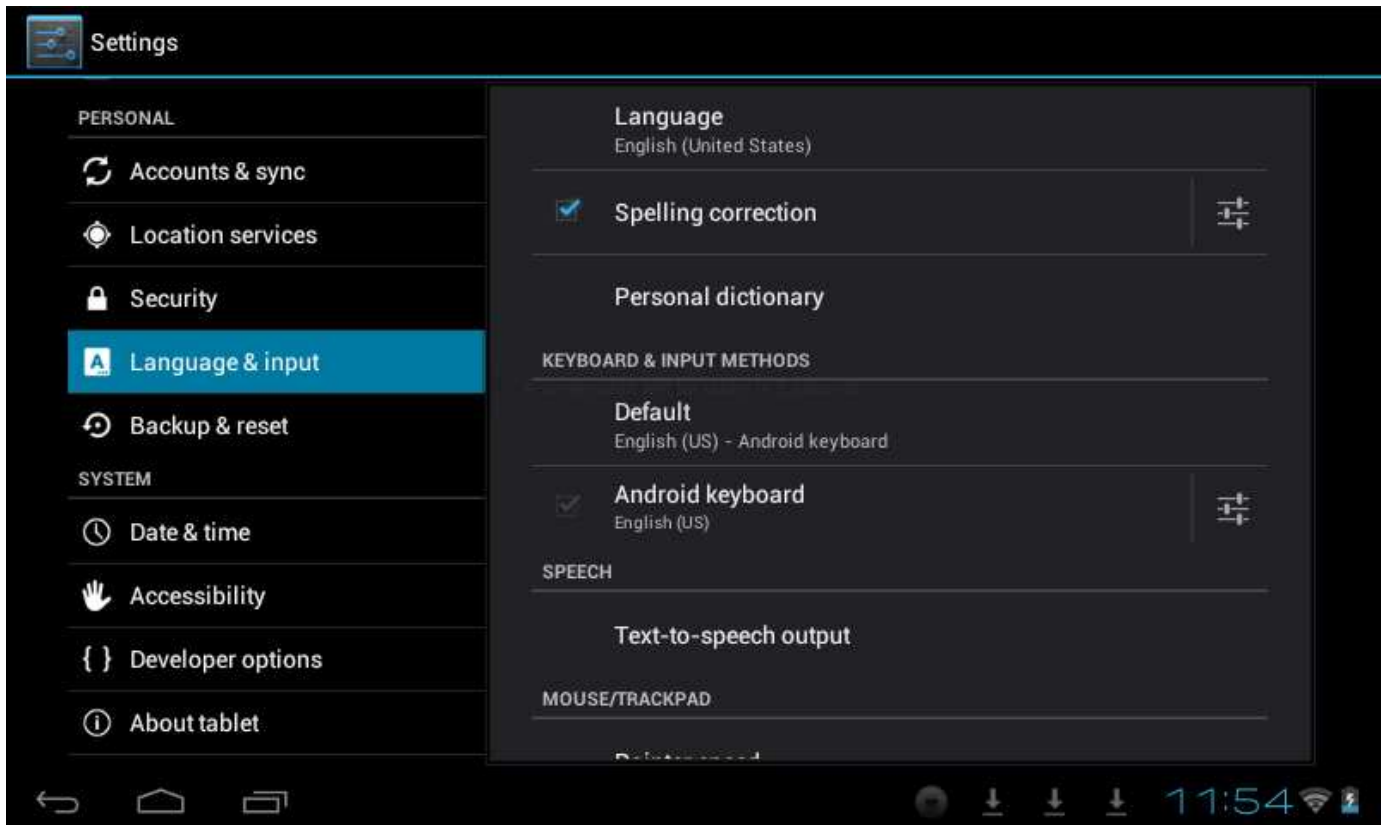 Settings
PERSONAL
Accounts & sync
Location services
Security
Language & input
Backup & reset
SYSTEM
Date & time
Accessibility
{ } Developer options
About tablet
Language
English (United States)
Spelling correction
Personal dictionary
KEYBOARD & INPUT METHODS
Default
English (US) - Android keyboard
Android keyboard
English (US)
SPEECH
Text-to-speech output
MOUSE/TRACKPAD
Pointer speed
11:54